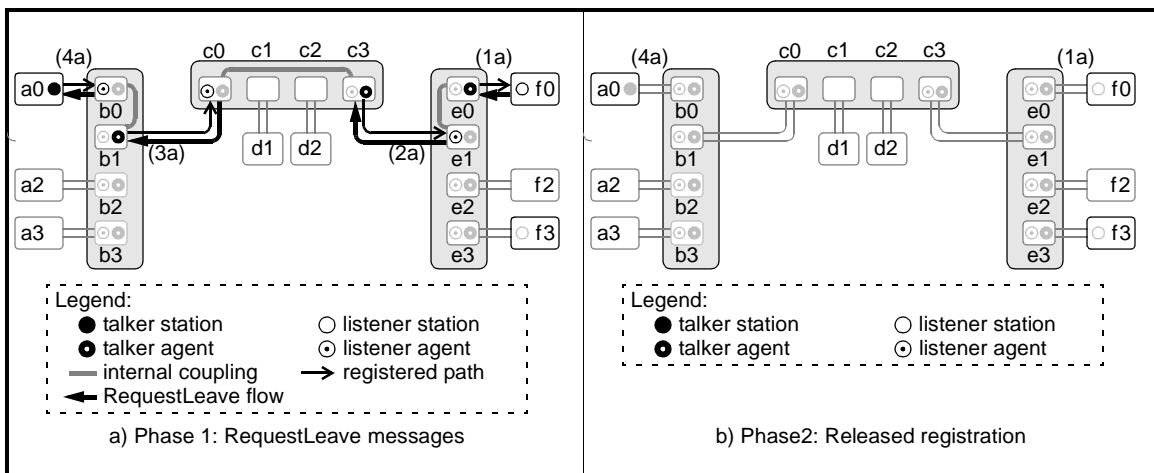 (4a)
c0 c1 c2 c3
(1a)
a0
b0
e0
f0
b1
(3a)
d1
d2
(2a)
e1
a2
b2
e2
f2
a3
b3
e3
f3
Legend:
talker station
listener station
talker agent
listener agent
internal coupling
registered path
RequestLeave flow
a) Phase 1: RequestLeave messages
(4a)
c0 c1 c2 c3
(1a)
a0
b0
e0
f0
b1
d1
d2
e1
a2
b2
e2
f2
a3
b3
e3
f3
Legend:
talker station
listener station
talker agent
listener agent
b) Phase2: Released registration